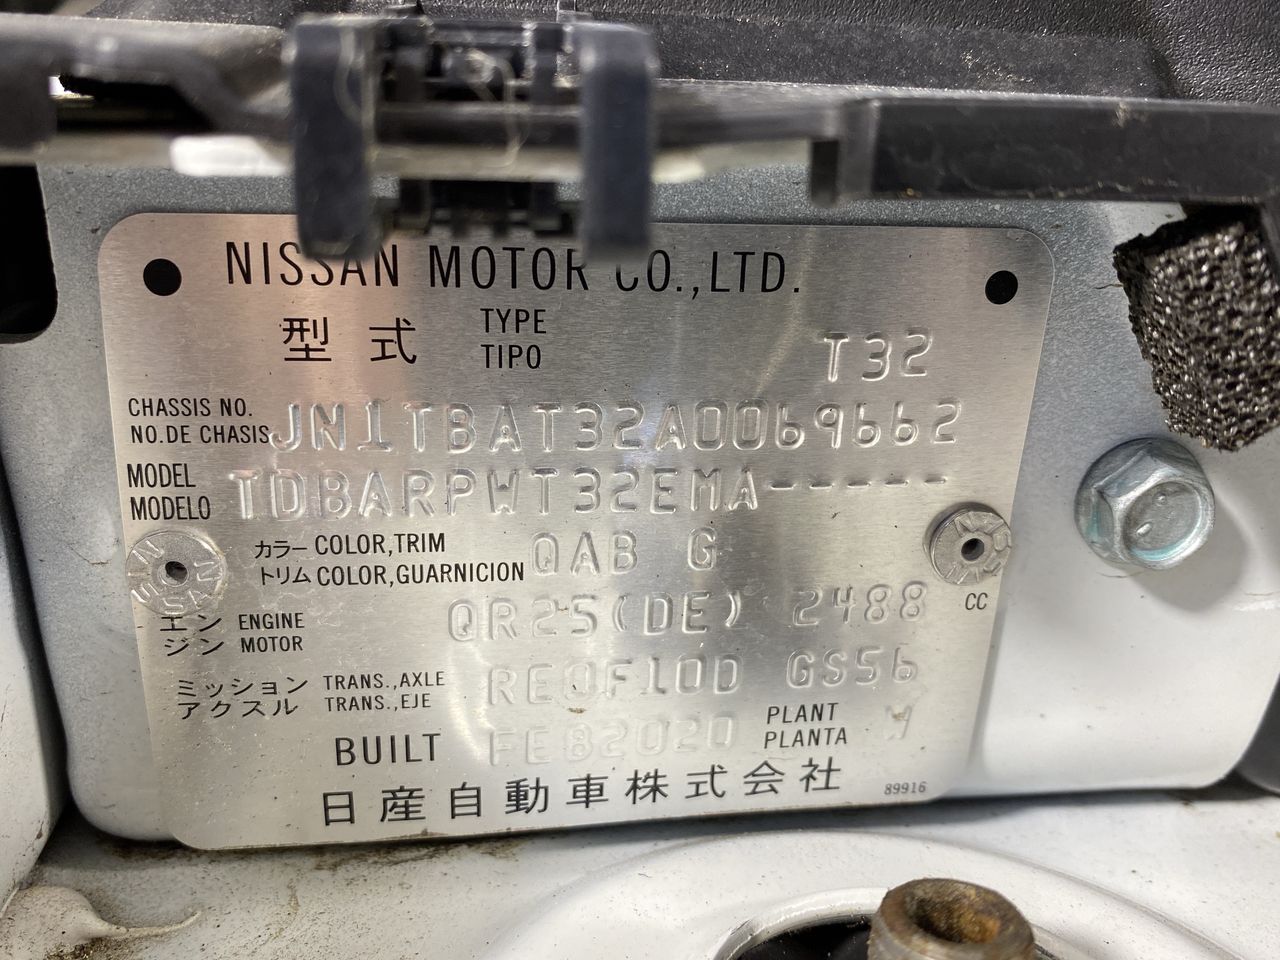 NISSAN MOTOR CO.,LTD.
型式 TYPE TIPO T32
CHASSIS NO. NO.DE CHASIS JN1TBAT32A0069662
MODEL MODELO TDBARPWT32EMA-----
カラー COLOR,TRIM QAB G
トリム COLOR,GUARNICION
エン ENGINE QR25(DE) 2488 CC
ジン MOTOR
ミッション TRANS.,AXLE RE0F10D GS56
アクスル TRANS.,EJE
BUILT FE82020 PLANT PLANTA W
日産自動車株式会社 89916